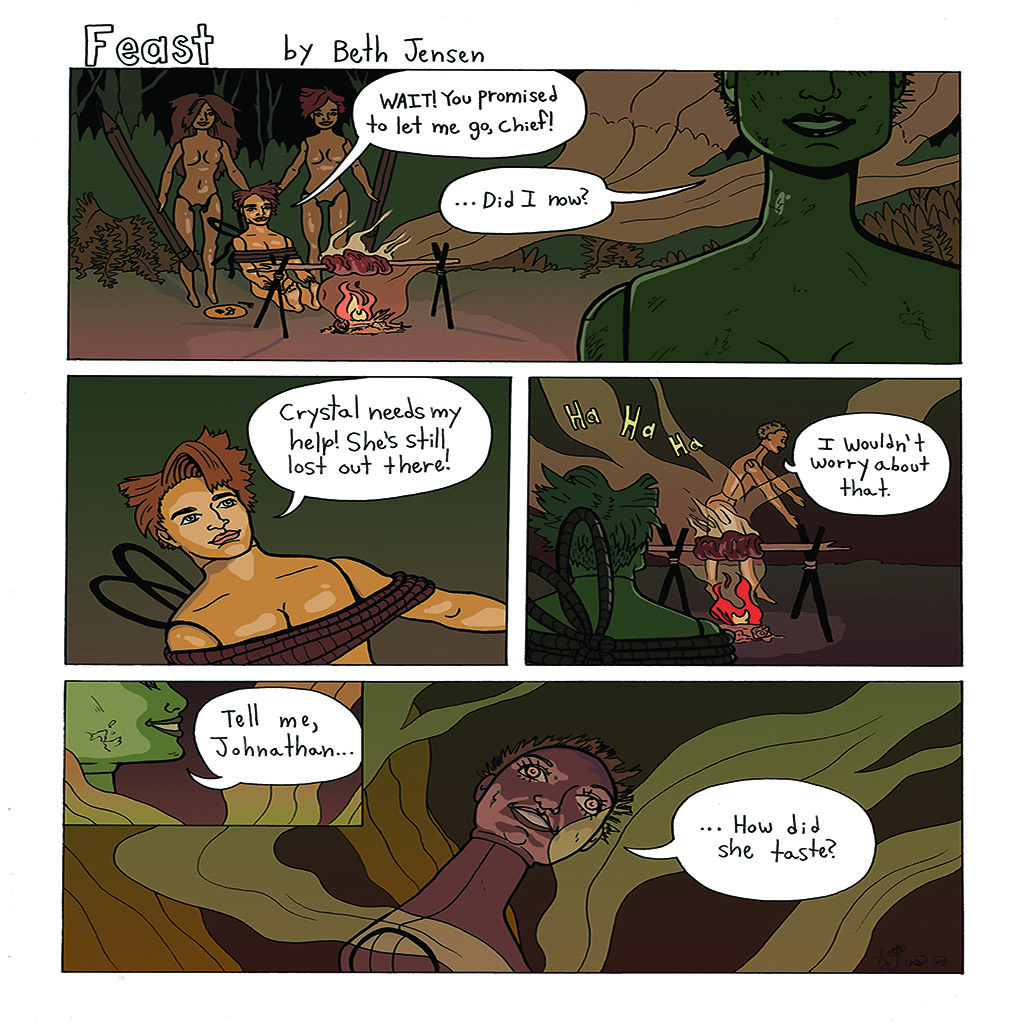 Feast by Beth Jensen
WAIT! You promised
to let me go, Chief!
... Did I now?
Crystal needs my
help! She's still
lost out there!
Ha Ha Ha
I wouldn't
worry about
that.
Tell me,
Johnathan...
... How did
she taste?